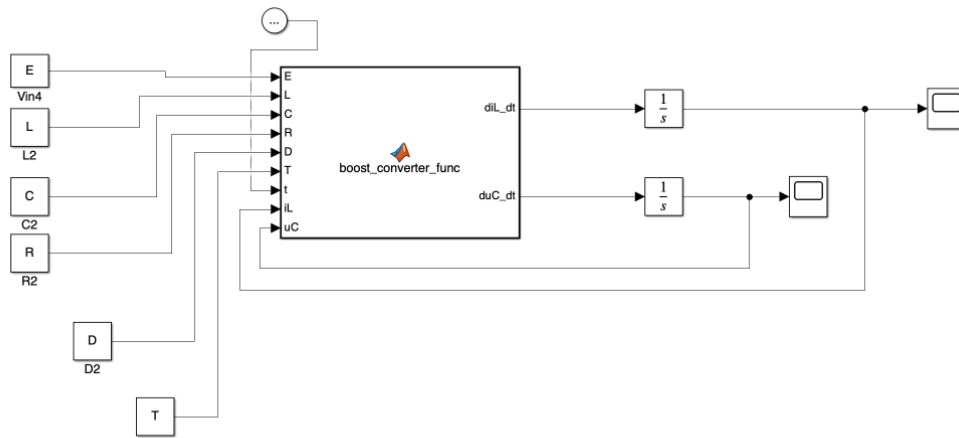 ...
E
Vin4
L
L2
C
C2
R
R2
D
D2
T
E
L
C
R
D
T
t
iL
uC
boost_converter_func
diL_dt
duC_dt
1
s
1
s